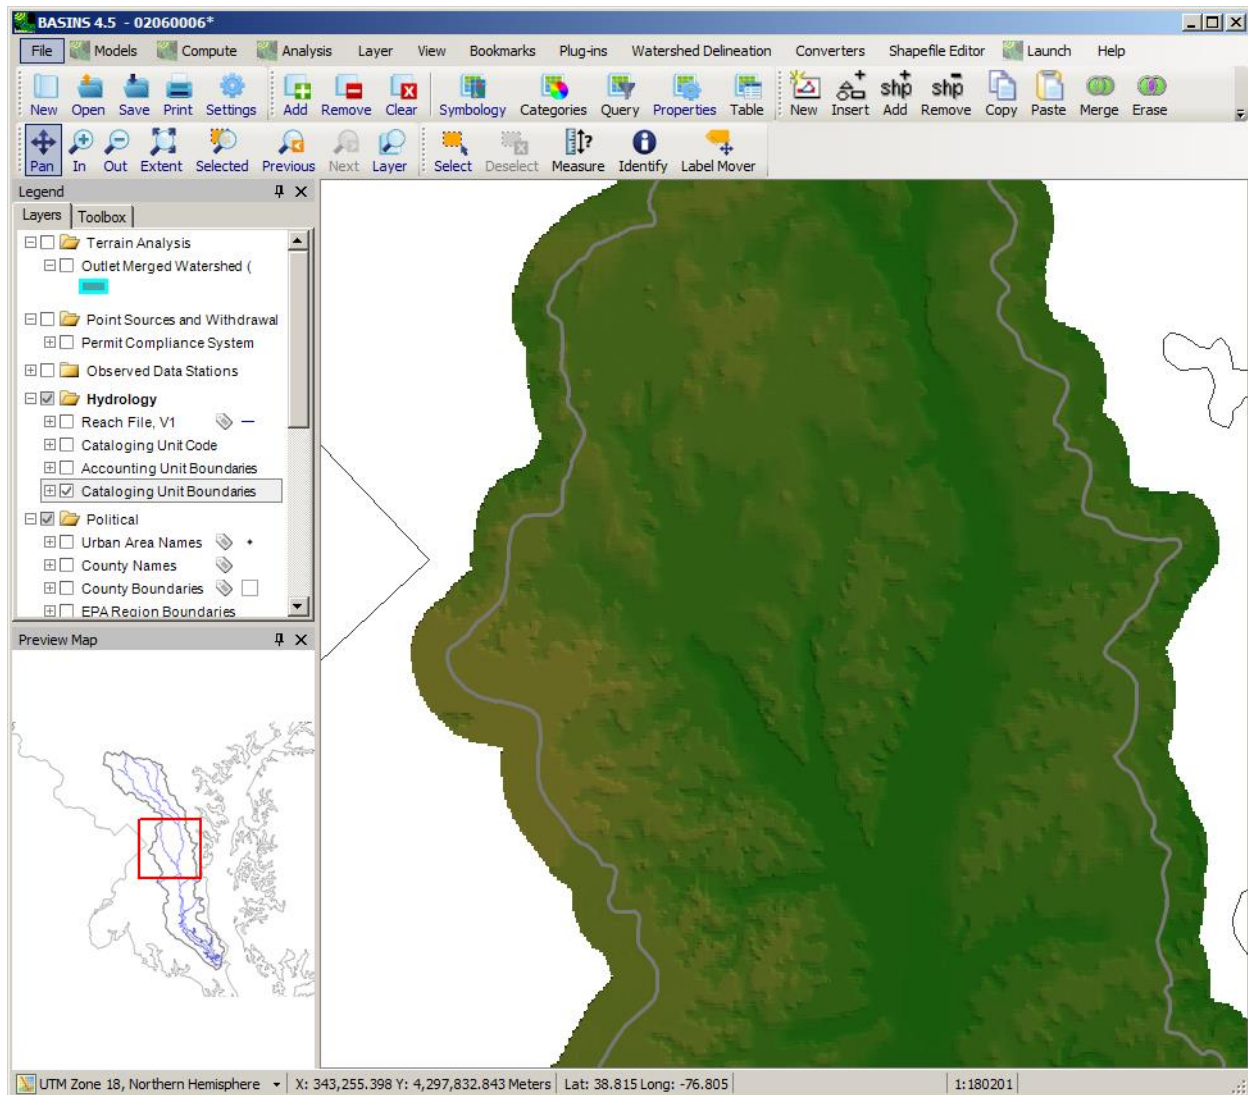 BASINS 4.5 - 02060006*
File Models Compute Analysis Layer View Bookmarks Plug-ins Watershed Delineation Converters Shapefile Editor Launch Help
New Open Save Print Settings Add Remove Clear Symbology Categories Query Properties Table New Insert Add Remove Copy Paste Merge Erase
shp shp
Pan In Out Extent Selected Previous Next Layer Select Deselect Measure Identify Label Mover
Legend
Layers Toolbox
Terrain Analysis
Outlet Merged Watershed (
Point Sources and Withdrawal
Permit Compliance System
Observed Data Stations
Hydrology
Reach File, V1
Cataloging Unit Code
Accounting Unit Boundaries
Cataloging Unit Boundaries
Political
Urban Area Names
County Names
County Boundaries
EPA Region Boundaries
Preview Map
UTM Zone 18, Northern Hemisphere X: 343,255.398 Y: 4,297,832.843 Meters Lat: 38.815 Long: -76.805 1:180201